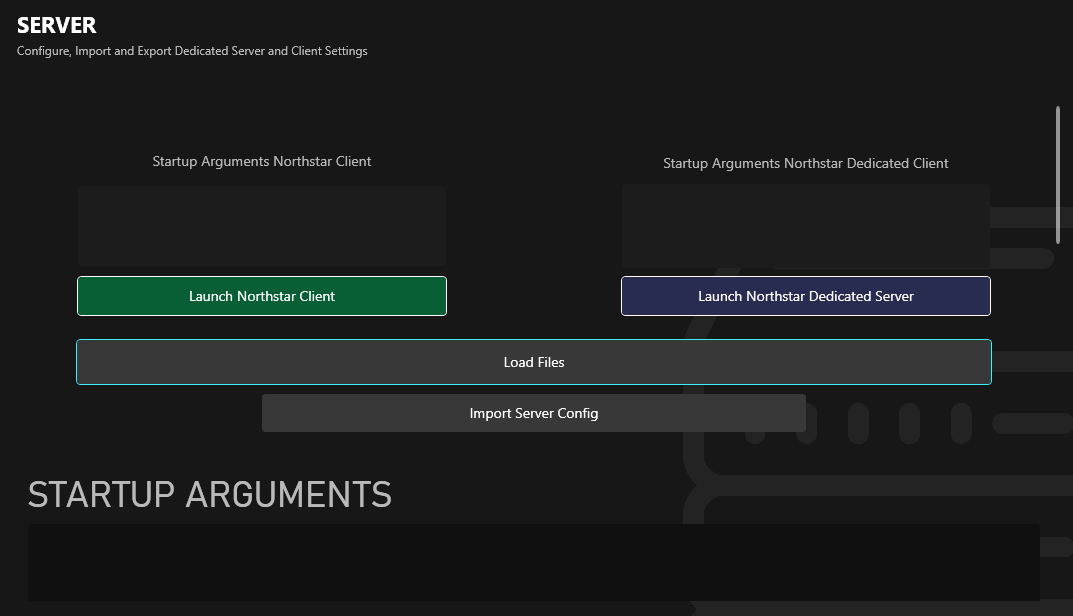 SERVER
Configure, Import and Export Dedicated Server and Client Settings
Startup Arguments Northstar Client
Startup Arguments Northstar Dedicated Client
Launch Northstar Client
Launch Northstar Dedicated Server
Load Files
Import Server Config
STARTUP ARGUMENTS